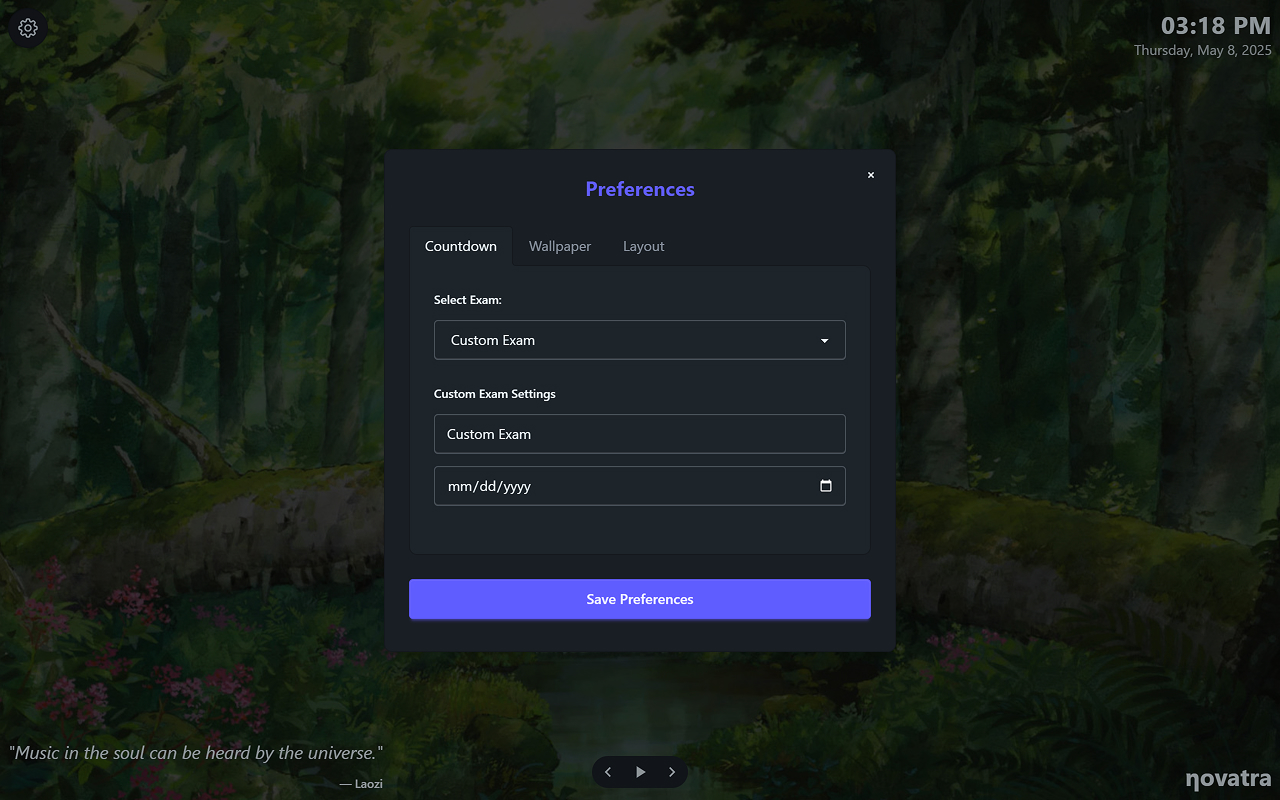 03:18 PM
Thursday, May 8, 2025
Preferences
×
Countdown Wallpaper Layout
Select Exam:
Custom Exam
Custom Exam Settings
Custom Exam
mm/dd/yyyy
Save Preferences
"Music in the soul can be heard by the universe."
— Laozi
ηovatra